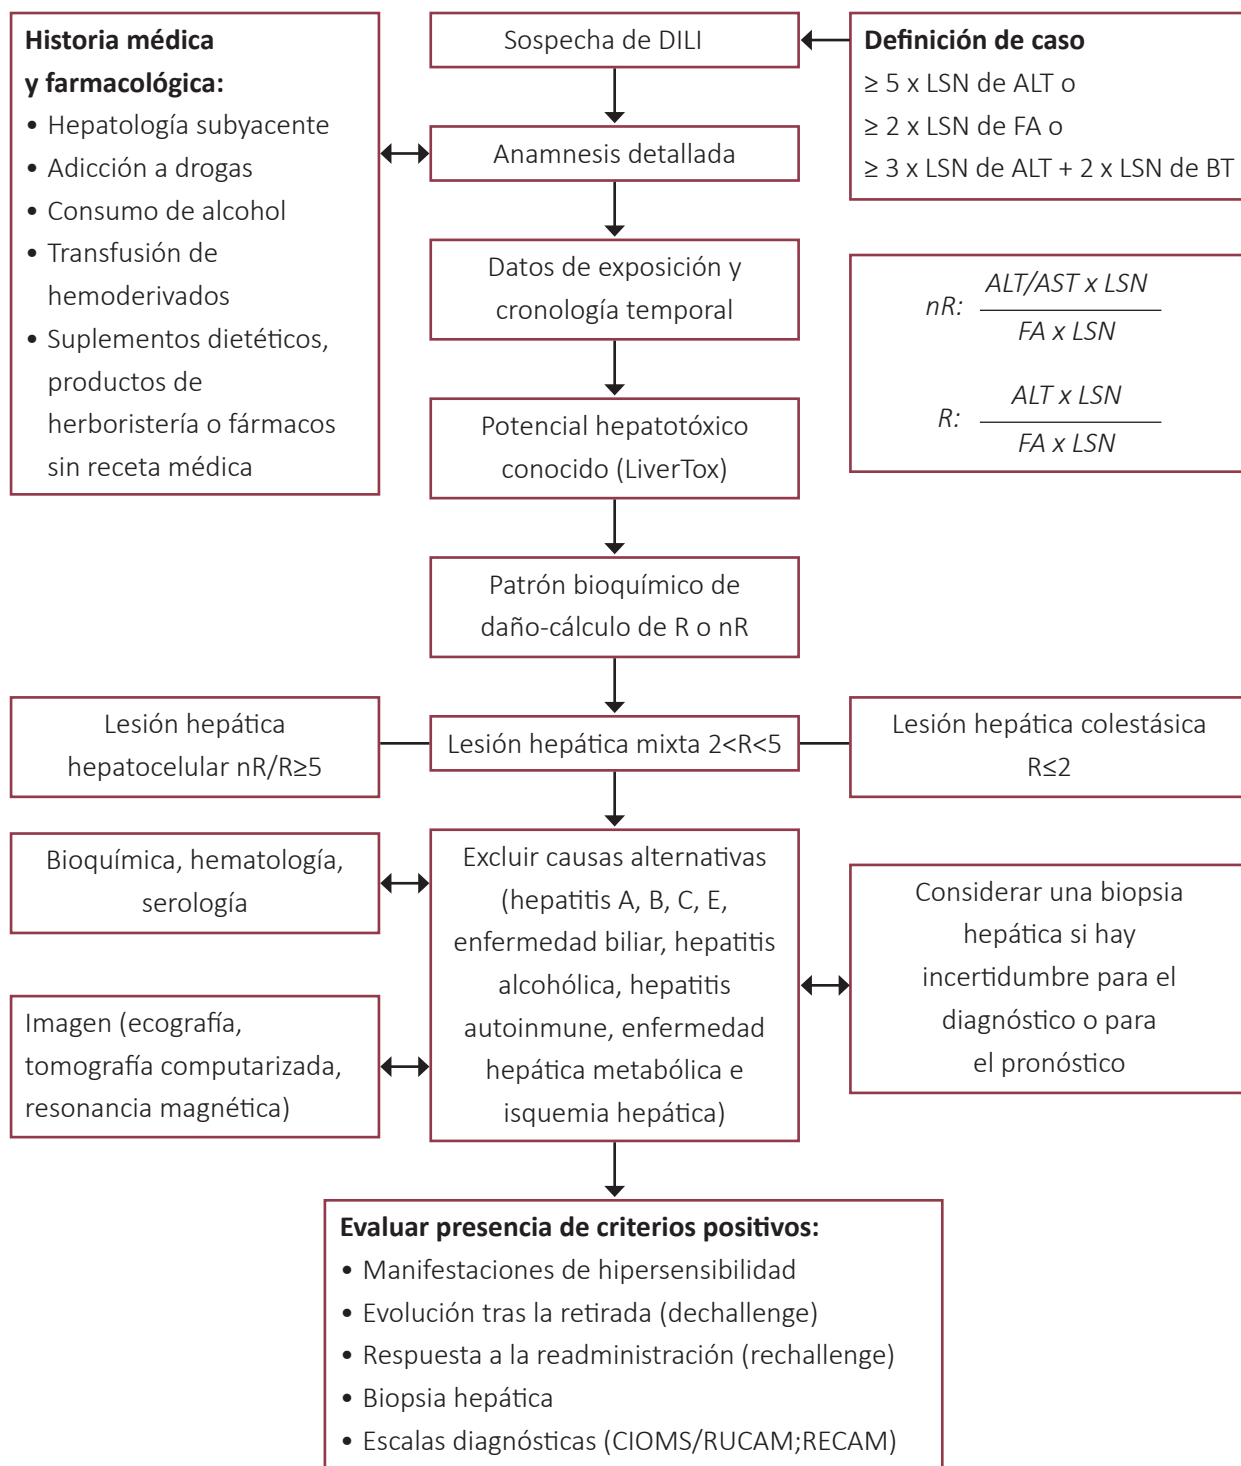 Historia médica
y farmacológica:
• Hepatología subyacente
• Adicción a drogas
• Consumo de alcohol
• Transfusión de
hemoderivados
• Suplementos dietéticos,
productos de
herboristería o fármacos
sin receta médica
Sospecha de DILI
Definición de caso
≥ 5 x LSN de ALT o
≥ 2 x LSN de FA o
≥ 3 x LSN de ALT + 2 x LSN de BT
Anamnesis detallada
Datos de exposición y
cronología temporal
nR: ALT/AST x LSN
FA x LSN
R: ALT x LSN
FA x LSN
Potencial hepatotóxico
conocido (LiverTox)
Patrón bioquímico de
daño-cálculo de R o nR
Lesión hepática
hepatocelular nR/R≥5
Lesión hepática mixta 2<R<5
Lesión hepática colestásica
R≤2
Bioquímica, hematología,
serología
Imagen (ecografía,
tomografía computarizada,
resonancia magnética)
Excluir causas alternativas
(hepatitis A, B, C, E,
enfermedad biliar, hepatitis
alcohólica, hepatitis
autoinmune, enfermedad
hepática metabólica e
isquemia hepática)
Considerar una biopsia
hepática si hay
incertidumbre para el
diagnóstico o para
el pronóstico
Evaluar presencia de criterios positivos:
• Manifestaciones de hipersensibilidad
• Evolución tras la retirada (dechallenge)
• Respuesta a la readministración (rechallenge)
• Biopsia hepática
• Escalas diagnósticas (CIOMS/RUCAM;RECAM)